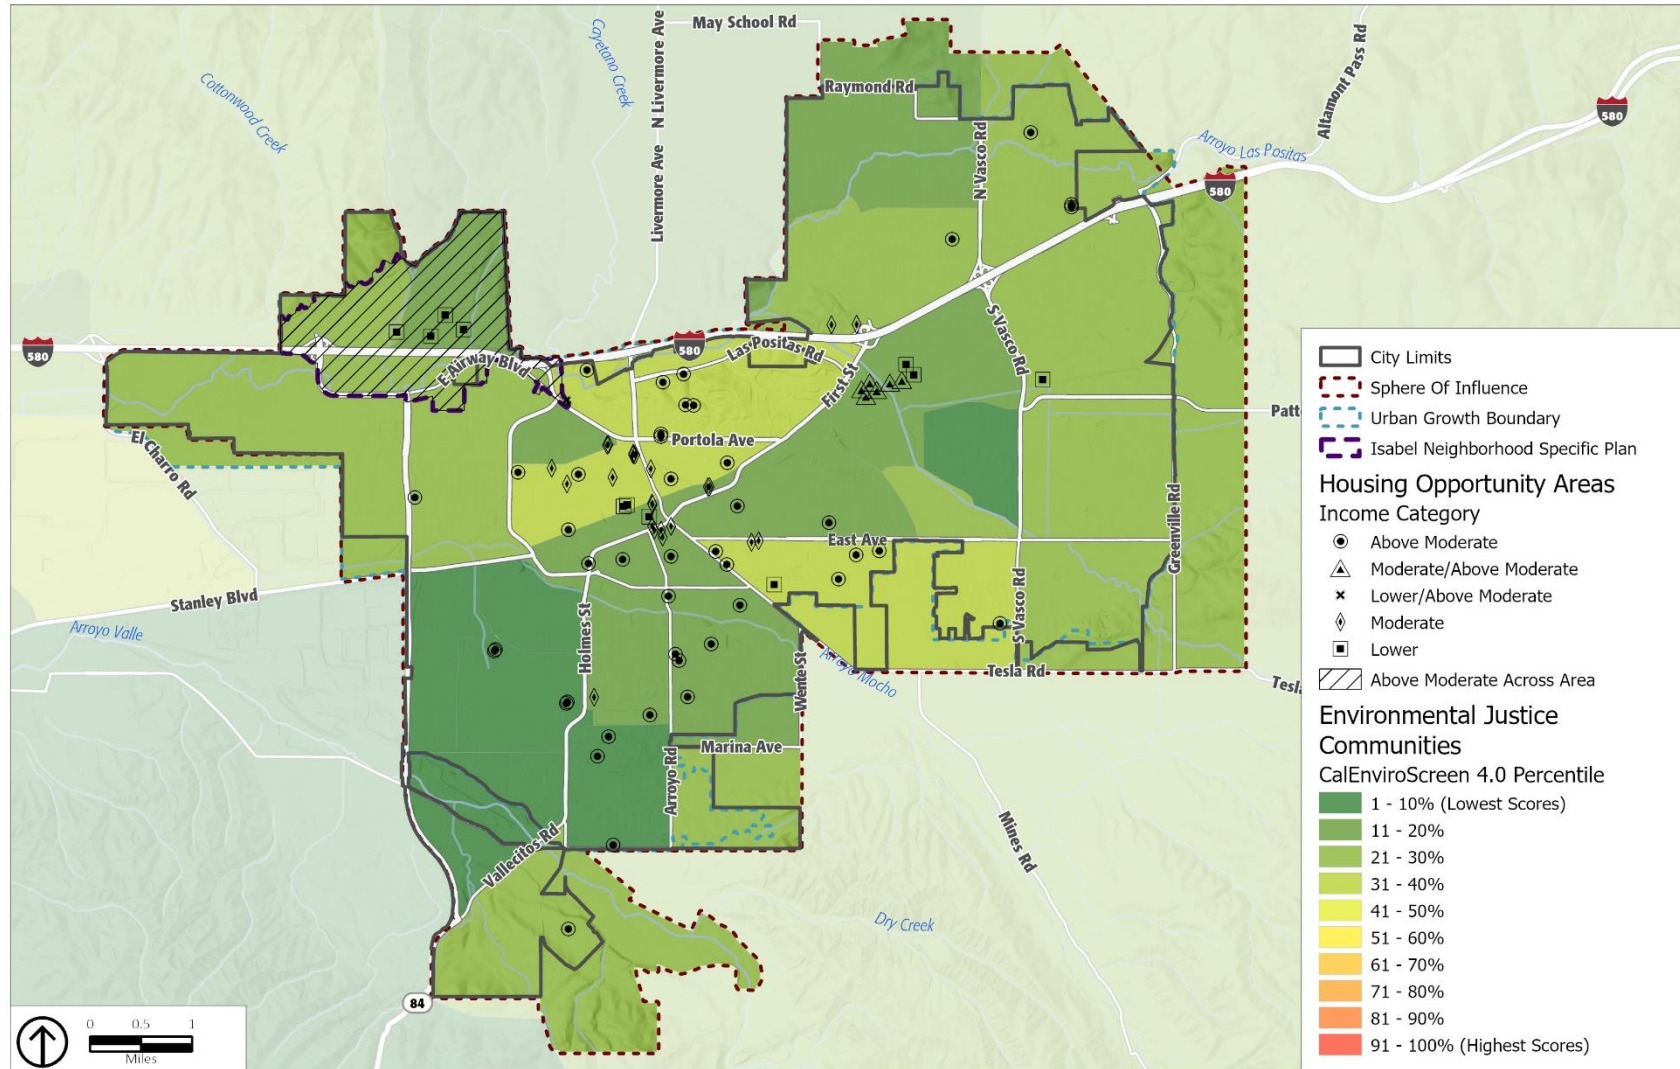 May School Rd
Cayetano Creek
N Livermore Ave
Livermore Ave
Cottonwood Creek
Raymond Rd
Altamont Pass Rd
580
N Vasco Rd
Arroyo Las Positas
580
580
E Airway Blvd
580
Las Positas Rd
First St
S Vasco Rd
Patt
El Charro Rd
Portola Ave
East Ave
Greenville Rd
Stanley Blvd
Arroyo Valle
Holmes St
S Vasco Rd
Wente St
Arroyo Mocho
Tesla Rd
Tesla
Marina Ave
Arroyo Rd
Mines Rd
Vallecitos Rd
Dry Creek
84
0 0.5 1
Miles
City Limits
Sphere Of Influence
Urban Growth Boundary
Isabel Neighborhood Specific Plan
Housing Opportunity Areas
Income Category
Above Moderate
Moderate/Above Moderate
Lower/Above Moderate
Moderate
Lower
Above Moderate Across Area
Environmental Justice
Communities
CalEnviroScreen 4.0 Percentile
1 - 10% (Lowest Scores)
11 - 20%
21 - 30%
31 - 40%
41 - 50%
51 - 60%
61 - 70%
71 - 80%
81 - 90%
91 - 100% (Highest Scores)